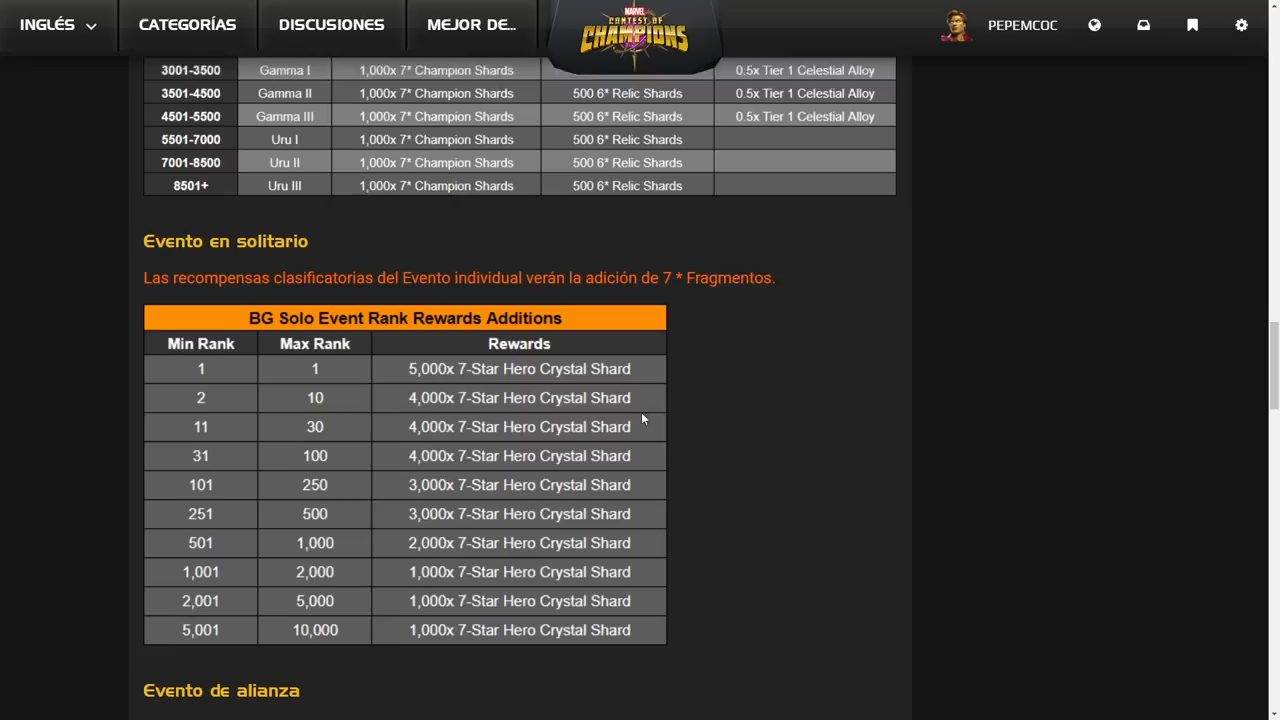 INGLÉS CATEGORÍAS DISCUSIONES MEJOR DE... MARVEL CONTEST OF CHAMPIONS PEPEMCOC
3001-3500 Gamma I 1,000x 7* Champion Shards 500 6* Relic Shards 0.5x Tier 1 Celestial Alloy
3501-4500 Gamma II 1,000x 7* Champion Shards 500 6* Relic Shards 0.5x Tier 1 Celestial Alloy
4501-5500 Gamma III 1,000x 7* Champion Shards 500 6* Relic Shards 0.5x Tier 1 Celestial Alloy
5501-7000 Uru I 1,000x 7* Champion Shards 500 6* Relic Shards
7001-8500 Uru II 1,000x 7* Champion Shards 500 6* Relic Shards
8501+ Uru III 1,000x 7* Champion Shards 500 6* Relic Shards
Evento en solitario
Las recompensas clasificatorias del Evento individual verán la adición de 7 * Fragmentos.
BG Solo Event Rank Rewards Additions
Min Rank Max Rank Rewards
1 1 5,000x 7-Star Hero Crystal Shard
2 10 4,000x 7-Star Hero Crystal Shard
11 30 4,000x 7-Star Hero Crystal Shard
31 100 4,000x 7-Star Hero Crystal Shard
101 250 3,000x 7-Star Hero Crystal Shard
251 500 3,000x 7-Star Hero Crystal Shard
501 1,000 2,000x 7-Star Hero Crystal Shard
1,001 2,000 1,000x 7-Star Hero Crystal Shard
2,001 5,000 1,000x 7-Star Hero Crystal Shard
5,001 10,000 1,000x 7-Star Hero Crystal Shard
Evento de alianza